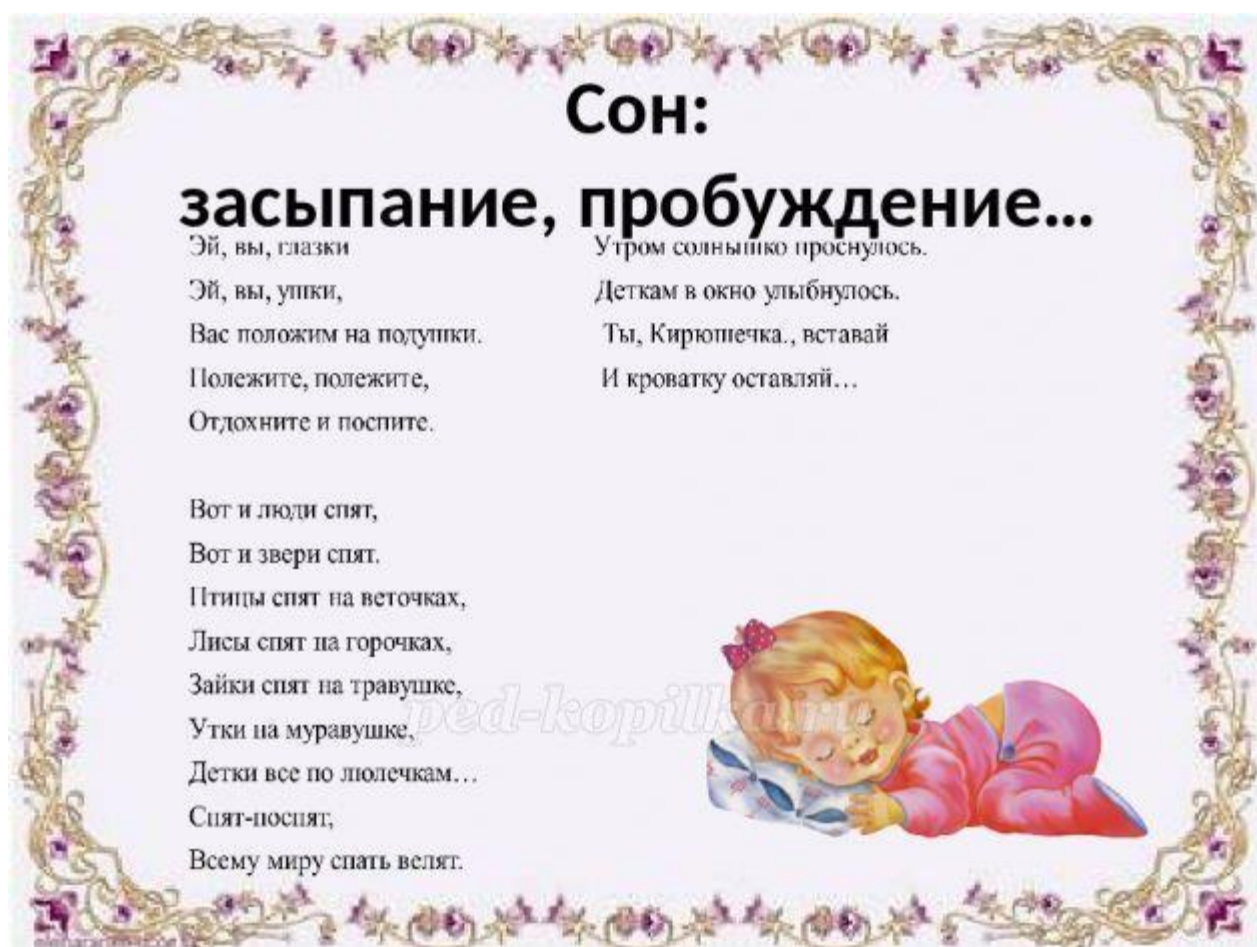 Сон:
засыпание, пробуждение...
Эй, вы, глазки
Эй, вы, ушки,
Вас положим на подушки.
Полежите, полежите,
Отдохните и поспите.
Вот и люди спят,
Вот и звери спят.
Птицы спят на веточках,
Лисы спят на горочках,
Зайки спят на травушке,
Утки на муравушке,
Детки все по люлечкам…
Спят-поспят,
Всему миру спать велят.
Утром солнышко проснулось.
Деткам в окно улыбнулось.
Ты, Кирюшечка., вставай
И кроватку оставляй…
ped-kopilka.ru